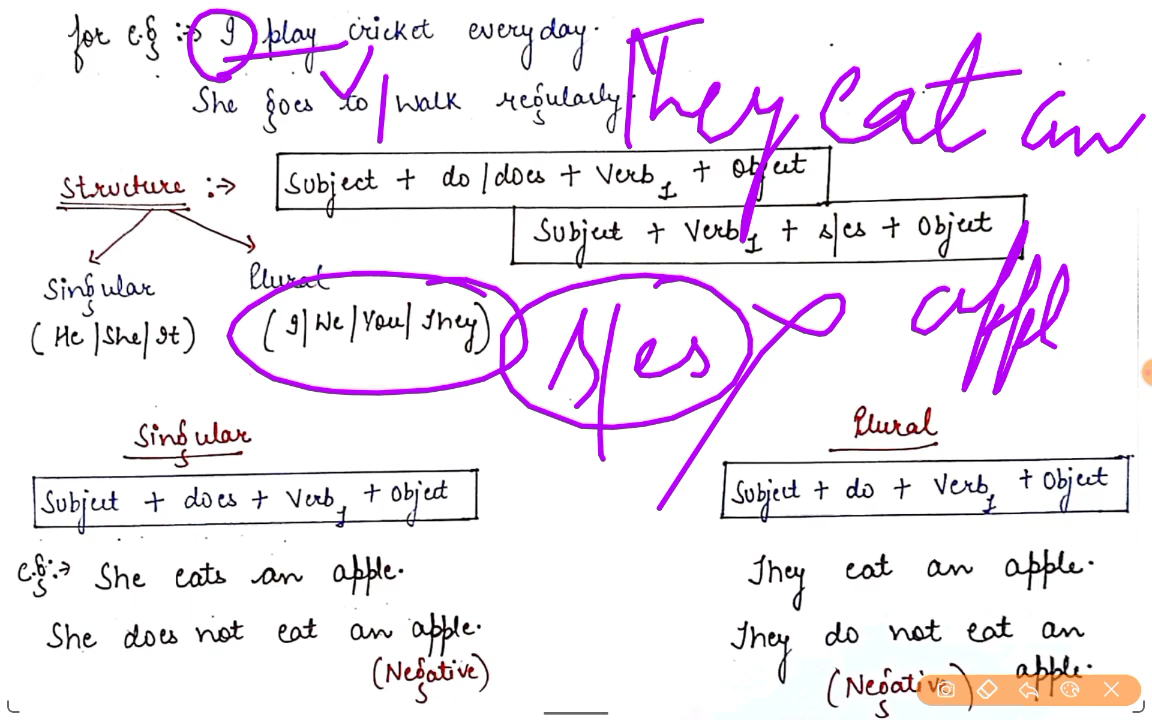 for e.g :→ I play cricket everyday.
She goes to walk regularly.
They eat an
appl
Structure :→ Subject + do/does + Verb1 + Object
Subject + Verb1 + s/es + Object
Singular
(He/She/It)
Plural
(I/We/You/They)
s/es
Singular
Subject + does + Verb1 + Object
e.g:→ She eats an apple.
She does not eat an apple.
(Negative)
Plural
Subject + do + Verb1 + Object
They eat an apple.
They do not eat an
apple.
(Negative)